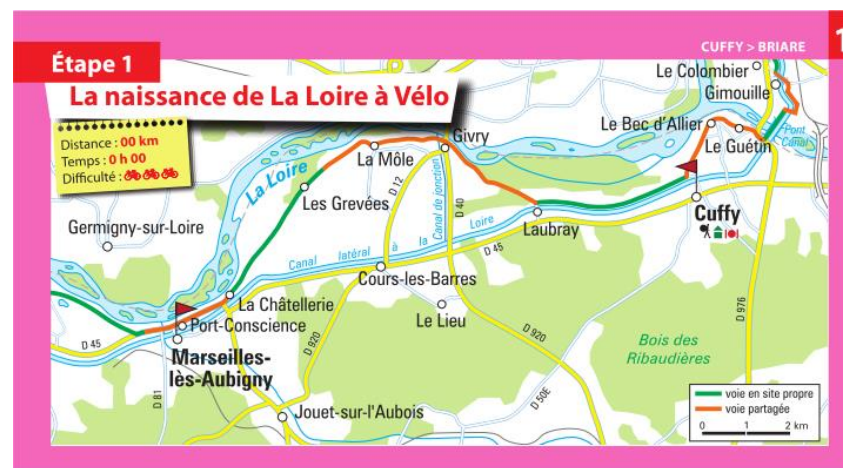 CUFFY > BRIARE
1
Étape 1
La naissance de La Loire à Vélo
Distance : 00 km
Temps : 0 h 00
Difficulté :
Le Colombier
Gimouille
Le Bec d'Allier
Le Guétin
Pont
Canal
Givry
La Môle
La Loire
Les Grevées
D 12
Canal de jonction
D 40
Germigny-sur-Loire
Cuffy
Laubray
Canal latéral à la Loire
D 45
Cours-les-Barres
La Châtellerie
Port-Conscience
Le Lieu
D 45
Marseilles-
lès-Aubigny
D 920
D 920
D 976
Bois des
Ribaudières
D 81
D 50E
Jouet-sur-l'Aubois
voie en site propre
voie partagée
0 1 2 km